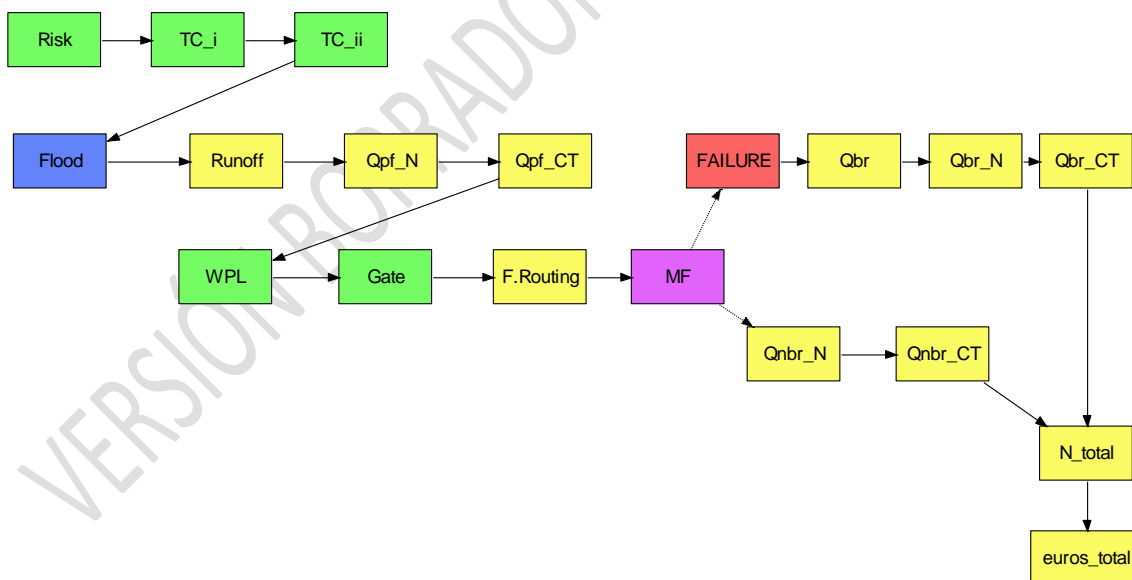 Risk
TC_i
TC_ii
Flood
Runoff
Qpf_N
Qpf_CT
FAILURE
Qbr
Qbr_N
Qbr_CT
WPL
Gate
F.Routing
MF
Qnbr_N
Qnbr_CT
N_total
euros_total
VERSIÓN BORRADOR